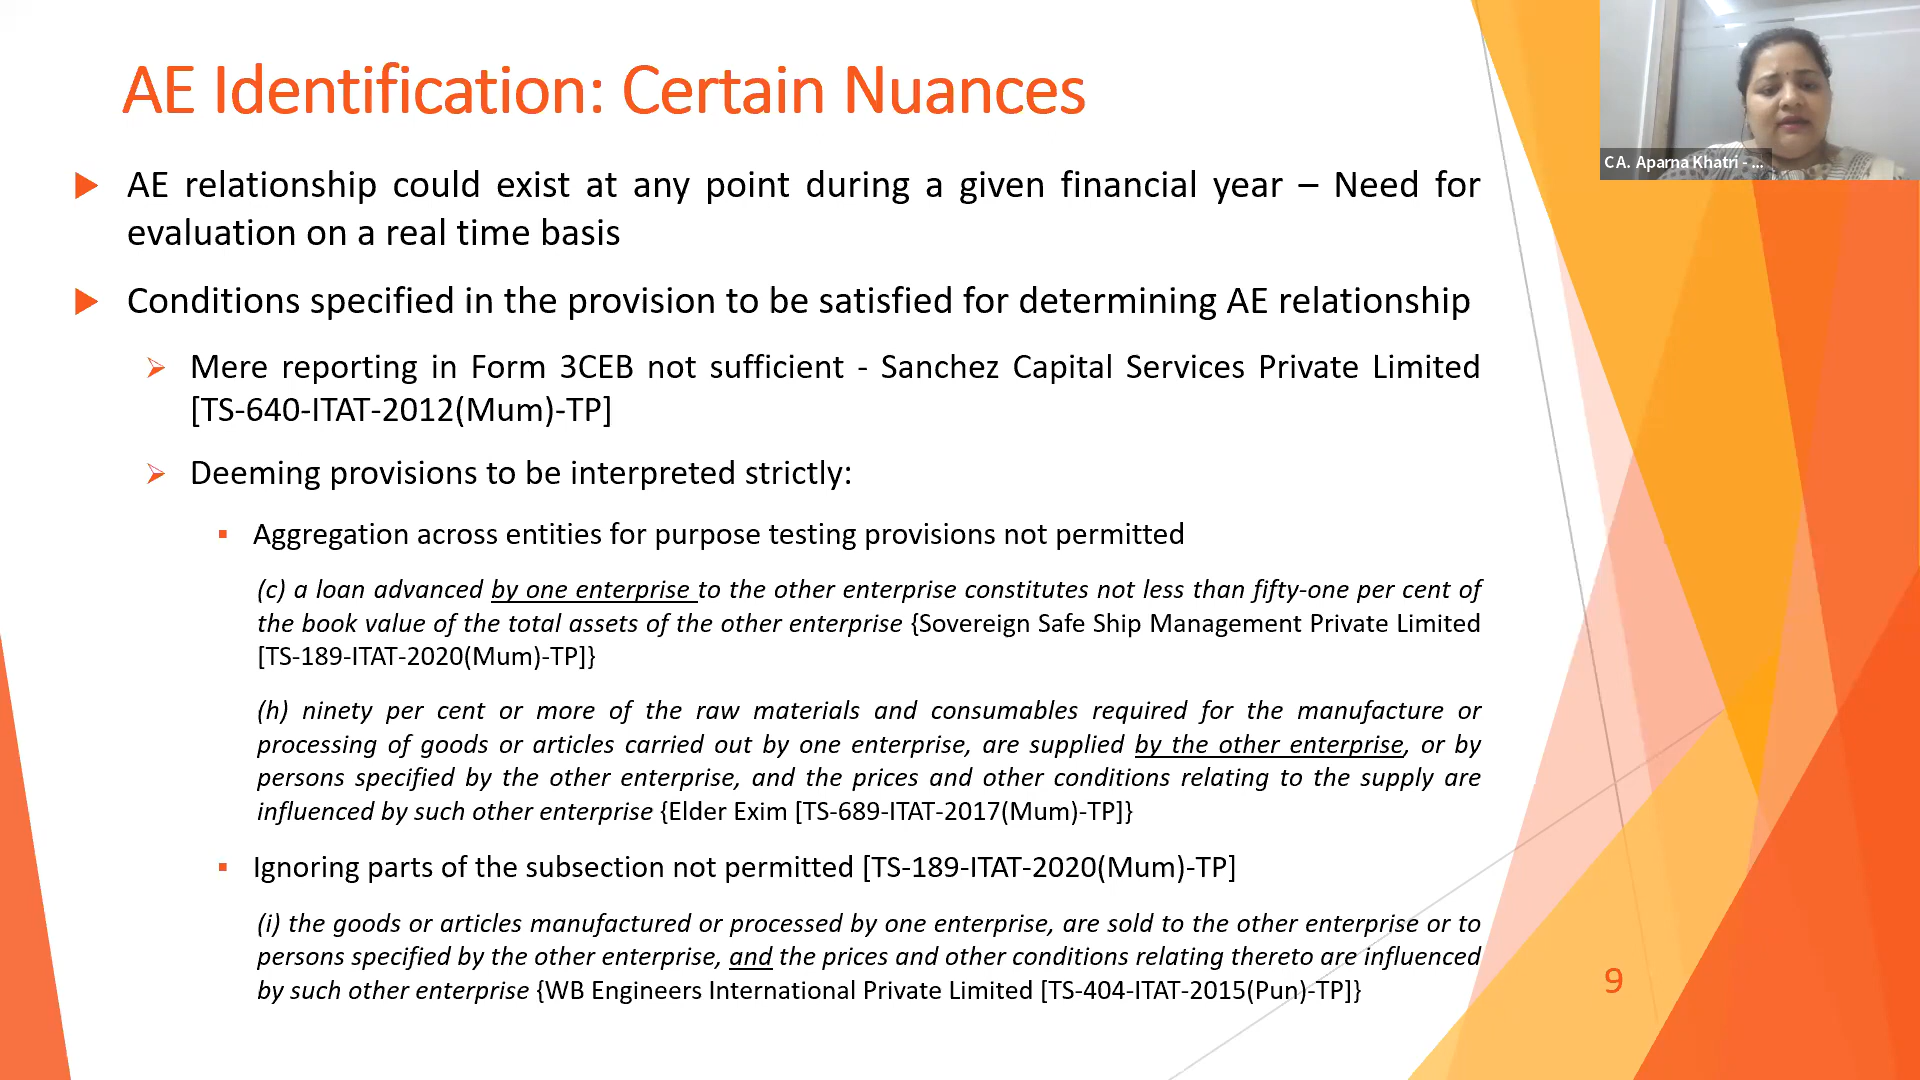 AE Identification: Certain Nuances
CA. Aparna Khatri - ...
AE relationship could exist at any point during a given financial year – Need for
evaluation on a real time basis
Conditions specified in the provision to be satisfied for determining AE relationship
Mere reporting in Form 3CEB not sufficient - Sanchez Capital Services Private Limited
[TS-640-ITAT-2012(Mum)-TP]
Deeming provisions to be interpreted strictly:
Aggregation across entities for purpose testing provisions not permitted
(c) a loan advanced by one enterprise to the other enterprise constitutes not less than fifty-one per cent of
the book value of the total assets of the other enterprise {Sovereign Safe Ship Management Private Limited
[TS-189-ITAT-2020(Mum)-TP]}
(h) ninety per cent or more of the raw materials and consumables required for the manufacture or
processing of goods or articles carried out by one enterprise, are supplied by the other enterprise, or by
persons specified by the other enterprise, and the prices and other conditions relating to the supply are
influenced by such other enterprise {Elder Exim [TS-689-ITAT-2017(Mum)-TP]}
Ignoring parts of the subsection not permitted [TS-189-ITAT-2020(Mum)-TP]
(i) the goods or articles manufactured or processed by one enterprise, are sold to the other enterprise or to
persons specified by the other enterprise, and the prices and other conditions relating thereto are influenced
by such other enterprise {WB Engineers International Private Limited [TS-404-ITAT-2015(Pun)-TP]}
9